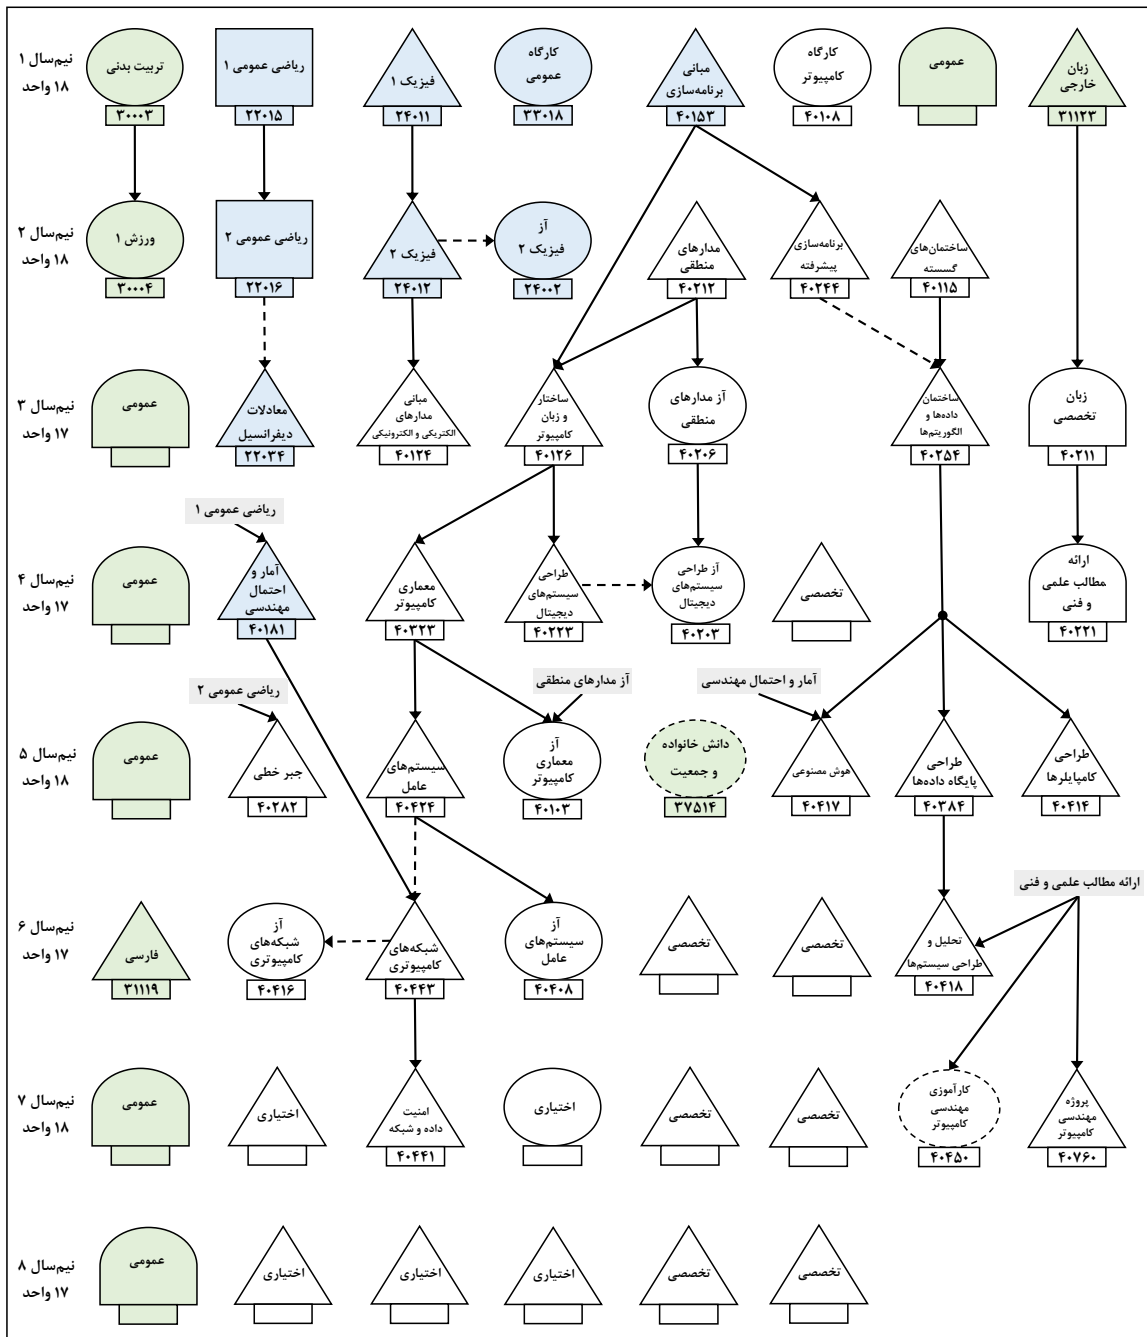 نیم‌سال ۱
۱۸ واحد
تربیت بدنی
۳۰۰۰۳
ریاضی عمومی ۱
۲۲۰۱۵
فیزیک ۱
۲۴۰۱۱
کارگاه
عمومی
۳۳۰۱۸
مبانی
برنامه‌سازی
۴۰۱۵۳
کارگاه
کامپیوتر
۴۰۱۰۸
عمومی
زبان
خارجی
۳۱۱۲۳
نیم‌سال ۲
۱۸ واحد
ورزش ۱
۳۰۰۰۴
ریاضی عمومی ۲
۲۲۰۱۶
فیزیک ۲
۲۴۰۱۲
آز
فیزیک ۲
۲۴۰۰۲
مدارهای
منطقی
۴۰۲۱۲
برنامه‌سازی
پیشرفته
۴۰۲۴۴
ساختمان‌های
گسسته
۴۰۱۱۵
نیم‌سال ۳
۱۷ واحد
عمومی
معادلات
دیفرانسیل
۲۲۰۳۴
مبانی
مدارهای
الکتریکی و الکترونیکی
۴۰۱۲۴
ساختار
و زبان
کامپیوتر
۴۰۱۲۶
آز مدارهای
منطقی
۴۰۲۰۶
ساختمان
داده‌ها و
الگوریتم‌ها
۴۰۲۵۴
زبان
تخصصی
۴۰۲۱۱
ریاضی عمومی ۱
نیم‌سال ۴
۱۷ واحد
عمومی
آمار و
احتمال
مهندسی
۴۰۱۸۱
معماری
کامپیوتر
۴۰۳۲۳
طراحی
سیستم‌های
دیجیتال
۴۰۲۲۳
آز طراحی
سیستم‌های
دیجیتال
۴۰۲۰۳
تخصصی
ارائه
مطالب علمی
و فنی
۴۰۲۲۱
ریاضی عمومی ۲
آز مدارهای منطقی
آمار و احتمال مهندسی
نیم‌سال ۵
۱۸ واحد
عمومی
جبر خطی
۴۰۲۸۲
سیستم‌های
عامل
۴۰۴۲۴
آز
معماری
کامپیوتر
۴۰۱۰۳
دانش خانواده
و جمعیت
۳۷۵۱۴
هوش مصنوعی
۴۰۴۱۷
طراحی
پایگاه داده‌ها
۴۰۳۸۴
طراحی
کامپایلرها
۴۰۴۱۴
ارائه مطالب علمی و فنی
نیم‌سال ۶
۱۷ واحد
فارسی
۳۱۱۱۹
آز
شبکه‌های
کامپیوتری
۴۰۴۱۶
شبکه‌های
کامپیوتری
۴۰۴۴۳
آز
سیستم‌های
عامل
۴۰۴۰۸
تخصصی
تخصصی
تحلیل و
طراحی سیستم‌ها
۴۰۴۱۸
نیم‌سال ۷
۱۸ واحد
عمومی
اختیاری
امنیت
داده و شبکه
۴۰۴۴۱
اختیاری
تخصصی
تخصصی
کارآموزی
مهندسی
کامپیوتر
۴۰۴۵۰
پروژه
مهندسی
کامپیوتر
۴۰۷۶۰
نیم‌سال ۸
۱۷ واحد
عمومی
اختیاری
اختیاری
اختیاری
تخصصی
تخصصی